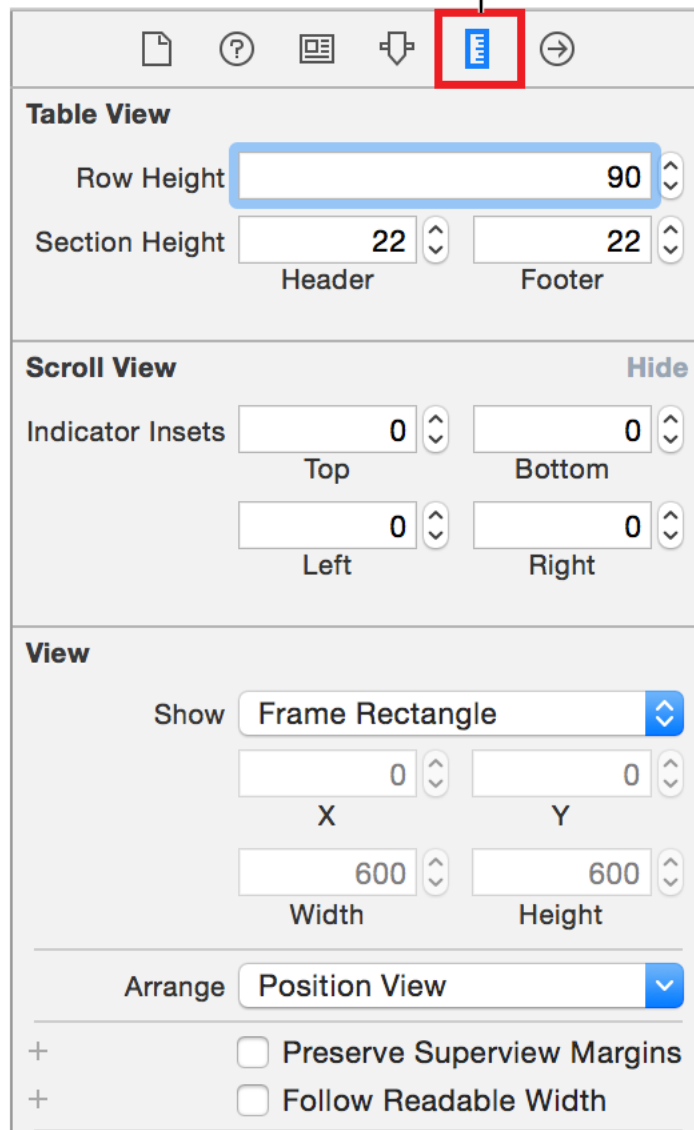 Table View
Row Height 90
Section Height 22 22
Header Footer
Scroll View Hide
Indicator Insets 0 0
Top Bottom
0 0
Left Right
View
Show Frame Rectangle
0 0
X Y
600 600
Width Height
Arrange Position View
+ Preserve Superview Margins
+ Follow Readable Width